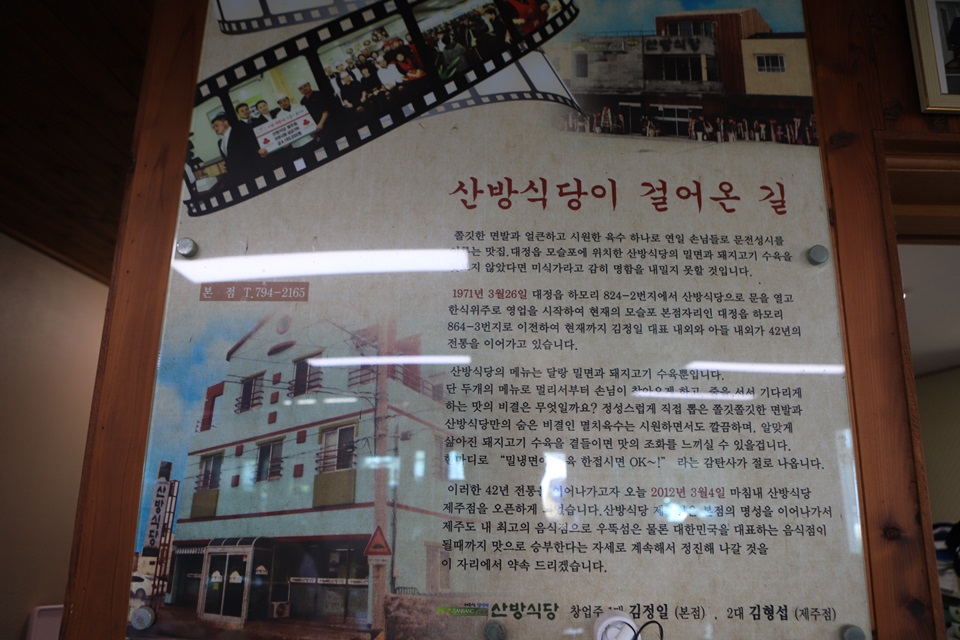 산방식당
산방식당이 걸어온 길
쫄깃한 면발과 얼큰하고 시원한 육수 하나로 연일 손님들로 문전성시를
맛집. 대정읍 모슬포에 위치한 산방식당의 밀면과 돼지고기 수육을
않았다면 미식가라고 감히 명함을 내밀지 못할 것입니다.
본 점 T.794-2165
1971년 3월26일 대정읍 하모리 824-2번지에서 산방식당으로 문을 열고
한식위주로 영업을 시작하여 현재의 모슬포 본점자리인 대정읍 하모리
864-3번지로 이전하여 현재까지 김정일 대표 내외와 아들 내외가 42년의
전통을 이어가고 있습니다.
산방식당의 메뉴는 달랑 밀면과 돼지고기 수육뿐입니다.
단 두개의 메뉴로 멀리서부터 손님이 찾아오게 하고, 줄을 서서 기다리게
하는 맛의 비결은 무엇일까요? 정성스럽게 직접 뽑은 쫄깃쫄깃한 면발과
산방식당만의 숨은 비결인 멸치육수는 시원하면서도 깔끔하며, 알맞게
삶아진 돼지고기 수육을 곁들이면 맛의 조화를 느끼실 수 있을겁니다.
한마디로 한점시면 OK~!" 라는 감탄사가 절로 나옵니다.
이러한 42년 전통을 이어나가고자 오늘 2012년 3월4일 마침내 산방식당
제주점을 오픈하게 산방식당 본점의 명성을 이어나가서
제주도 내 최고의 음식점으로 우뚝섬은 물론 대한민국을 대표하는 음식점이
될때까지 맛으로 승부한다는 자세로 계속해서 정진해 나갈 것을
이 자리에서 약속 드리겠습니다.
산방식당
산방식당 창업주 김정일 (본점) , 2대 김형섭 (제주점)